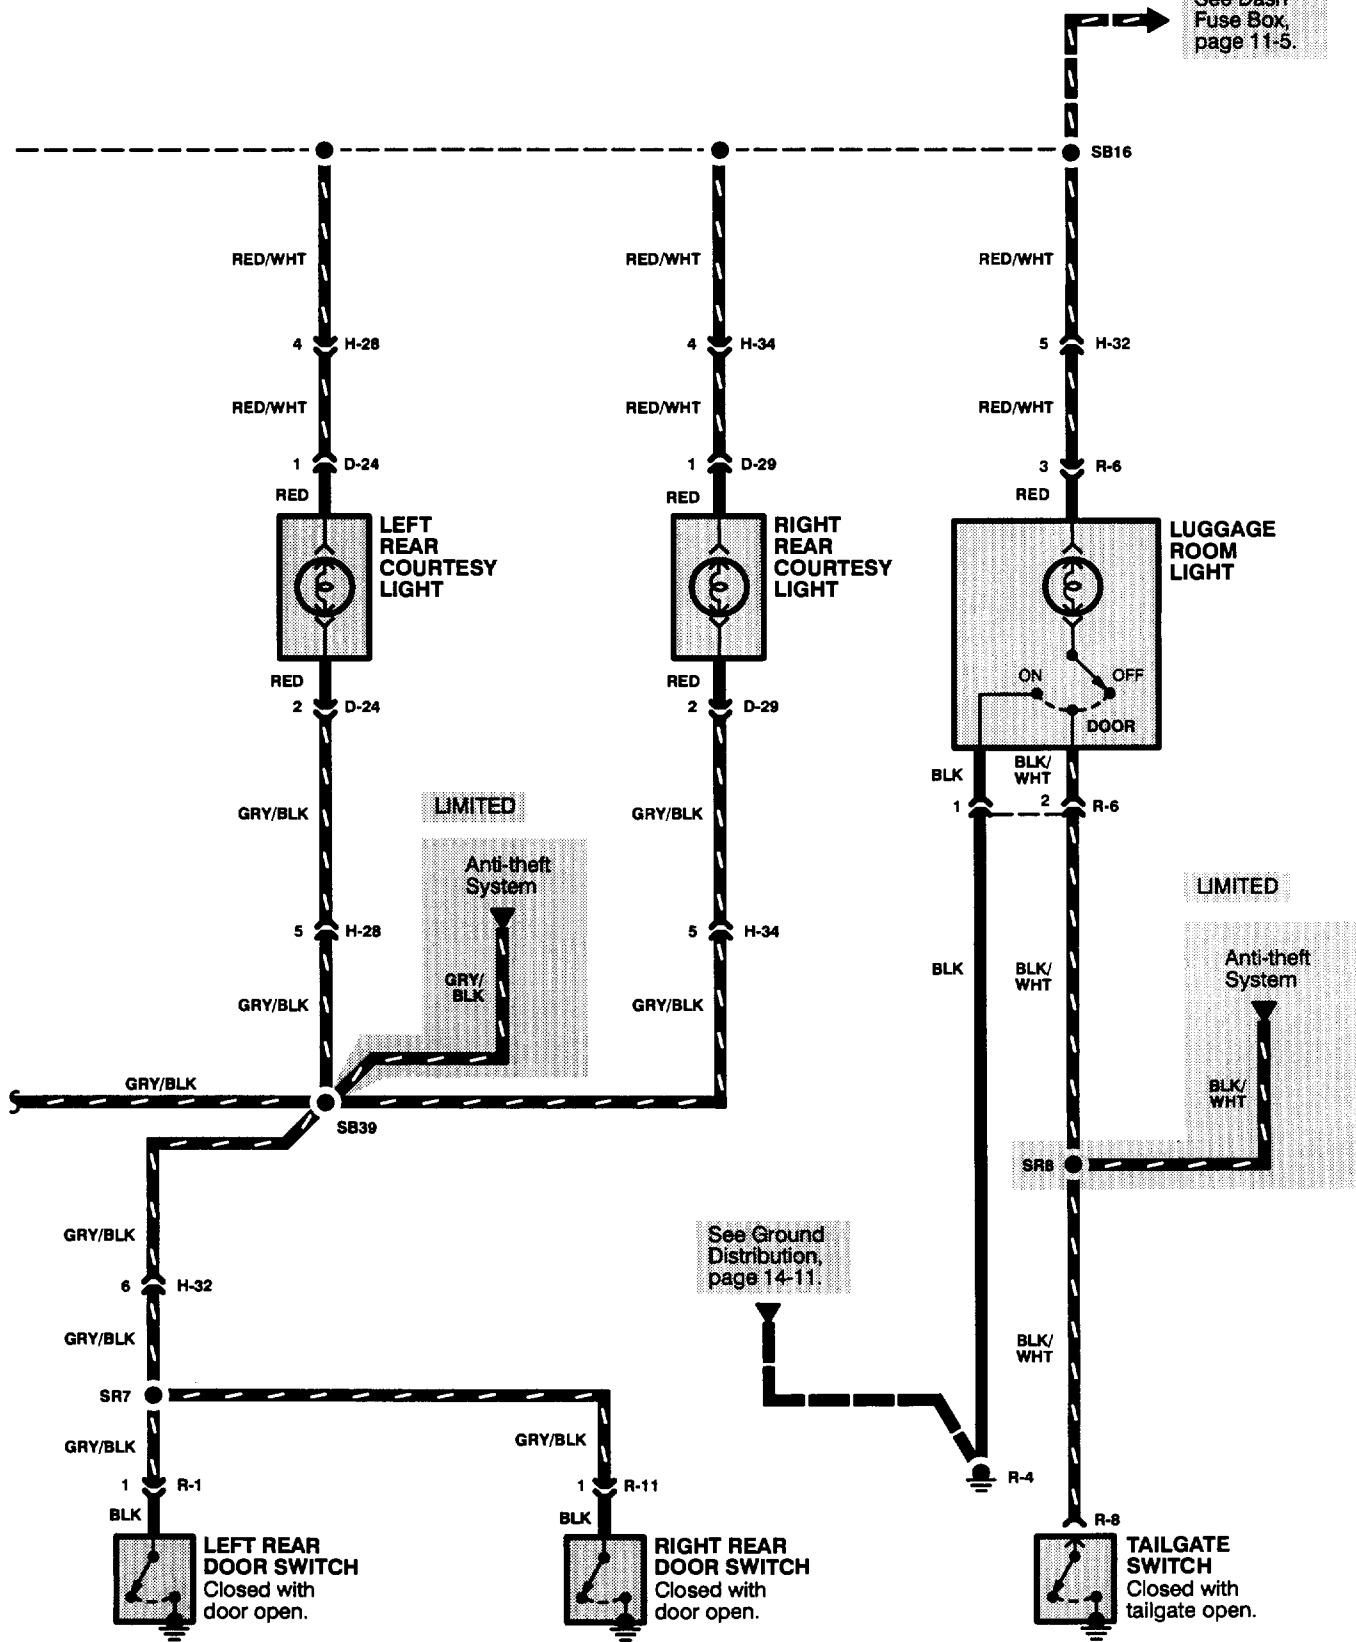 See Dash
Fuse Box,
page 11-5.
SB16
RED/WHT
RED/WHT
RED/WHT
4
H-28
4
H-34
5
H-32
RED/WHT
RED/WHT
RED/WHT
1
D-24
1
D-29
3
R-6
RED
RED
RED
LEFT
REAR
COURTESY
LIGHT
RIGHT
REAR
COURTESY
LIGHT
LUGGAGE
ROOM
LIGHT
ON
OFF
DOOR
RED
RED
2
D-24
2
D-29
BLK
BLK/
WHT
1
2
R-6
LIMITED
GRY/BLK
GRY/BLK
Anti-theft
System
LIMITED
5
H-28
5
H-34
Anti-theft
System
GRY/
BLK
BLK
BLK/
WHT
GRY/BLK
GRY/BLK
GRY/BLK
BLK/
WHT
SB39
SR8
GRY/BLK
See Ground
Distribution,
page 14-11.
6
H-32
GRY/BLK
BLK/
WHT
SR7
GRY/BLK
GRY/BLK
1
R-1
1
R-11
R-4
BLK
BLK
R-8
LEFT REAR
DOOR SWITCH
Closed with
door open.
RIGHT REAR
DOOR SWITCH
Closed with
door open.
TAILGATE
SWITCH
Closed with
tailgate open.